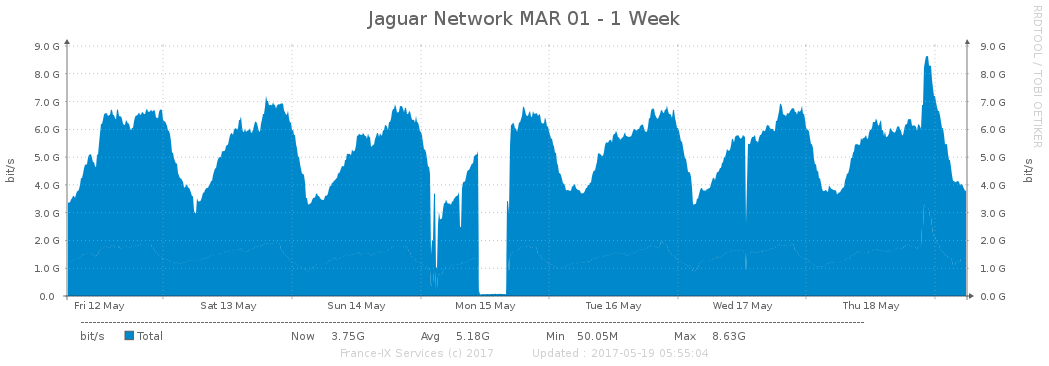 Jaguar Network MAR 01 - 1 Week
RRDTOOL / TOBI OETIKER
bit/s
9.0 G 9.0 G
8.0 G 8.0 G
7.0 G 7.0 G
6.0 G 6.0 G
5.0 G 5.0 G
4.0 G 4.0 G
3.0 G 3.0 G
2.0 G 2.0 G
1.0 G 1.0 G
0.0 0.0 G
bit/s
Fri 12 May Sat 13 May Sun 14 May Mon 15 May Tue 16 May Wed 17 May Thu 18 May
bit/s Total Now 3.75G Avg 5.18G Min 50.05M Max 8.63G
France-IX Services (c) 2017 Updated : 2017-05-19 05:55:04